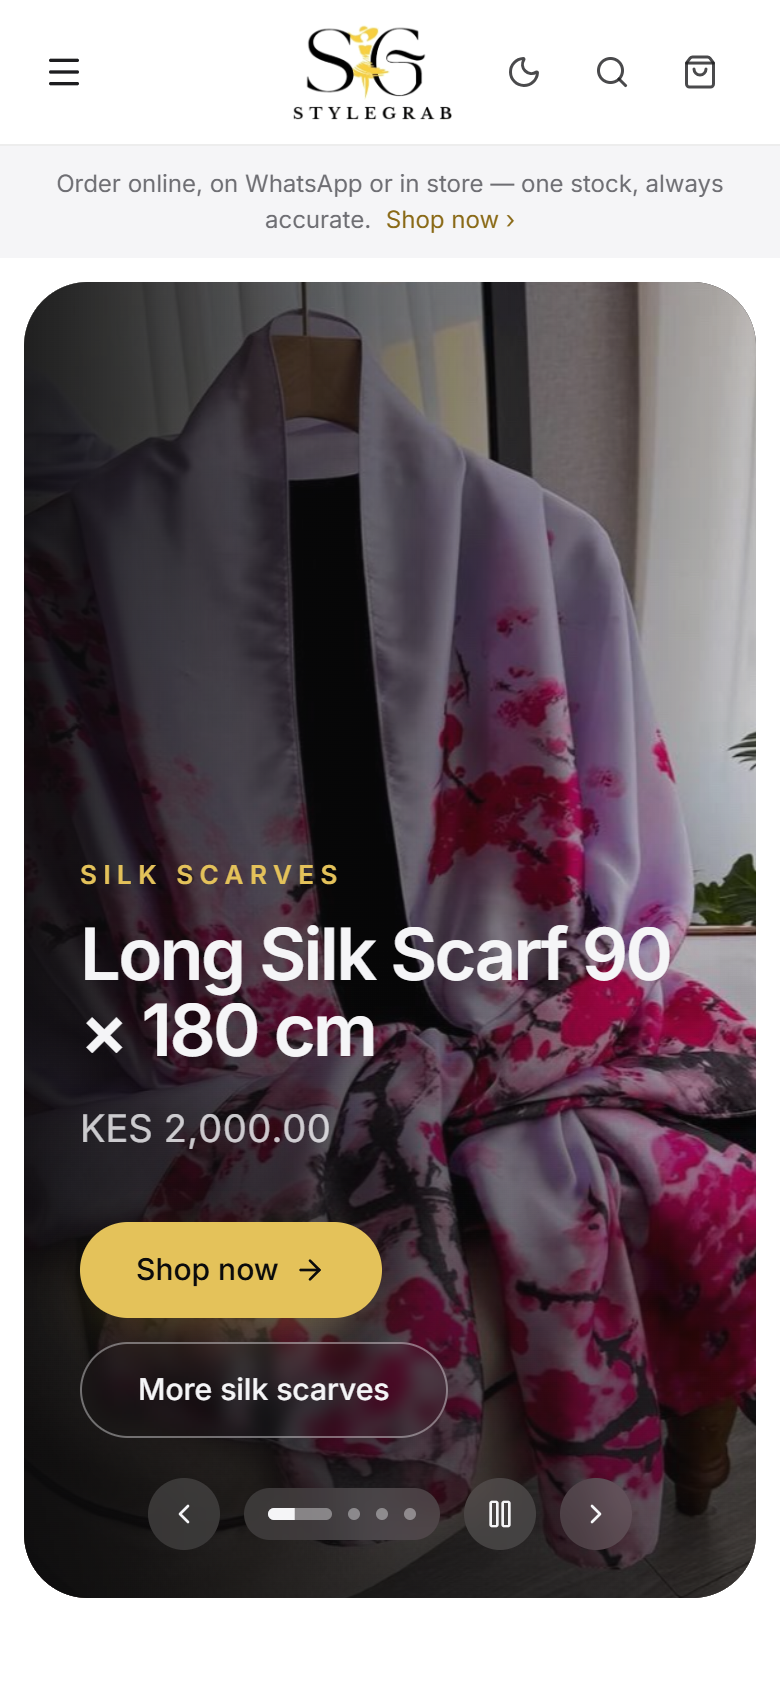 SG
STYLEGRAB
Order online, on WhatsApp or in store — one stock, always
accurate. Shop now ›
SILK SCARVES
Long Silk Scarf 90
× 180 cm
KES 2,000.00
Shop now →
More silk scarves